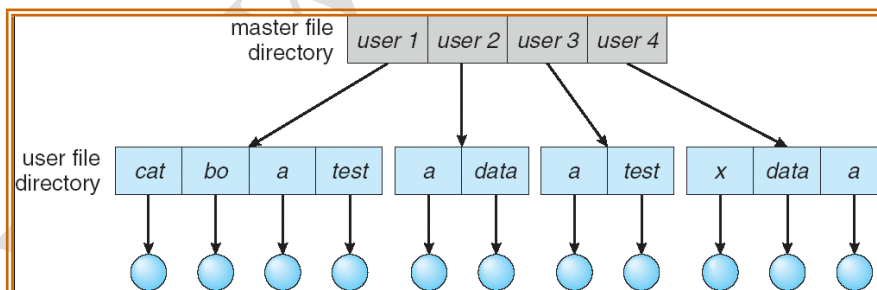 master file
directory
user 1 user 2 user 3 user 4
user file
directory
cat bo a test a data a test x data a